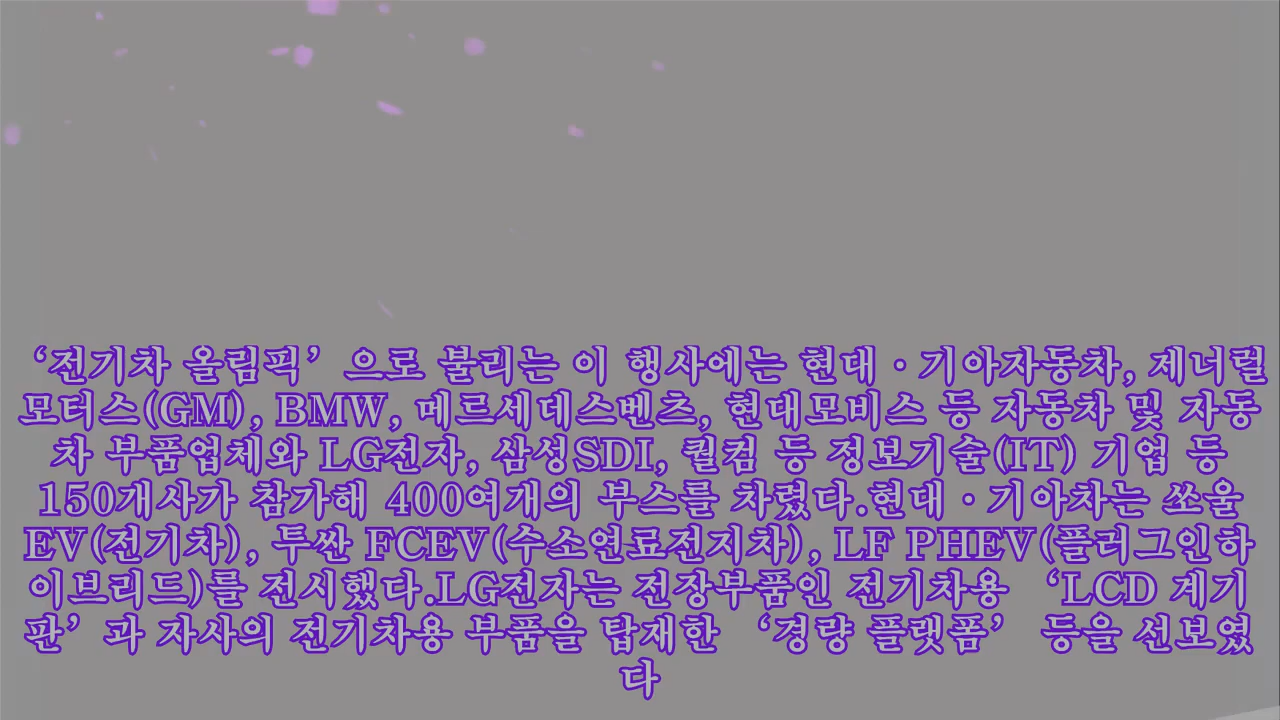 ‘전기차 올림픽’으로 불리는 이 행사에는 현대·기아자동차, 제너럴
모터스(GM), BMW, 메르세데스벤츠, 현대모비스 등 자동차 및 자동
차 부품업체와 LG전자, 삼성SDI, 퀄컴 등 정보기술(IT) 기업 등
150개사가 참가해 400여개의 부스를 차렸다.현대·기아차는 쏘울
EV(전기차), 투싼 FCEV(수소연료전지차), LF PHEV(플러그인하
이브리드)를 전시했다.LG전자는 전장부품인 전기차용 ‘LCD 계기
판’과 자사의 전기차용 부품을 탑재한 ‘경량 플랫폼’ 등을 선보였
다